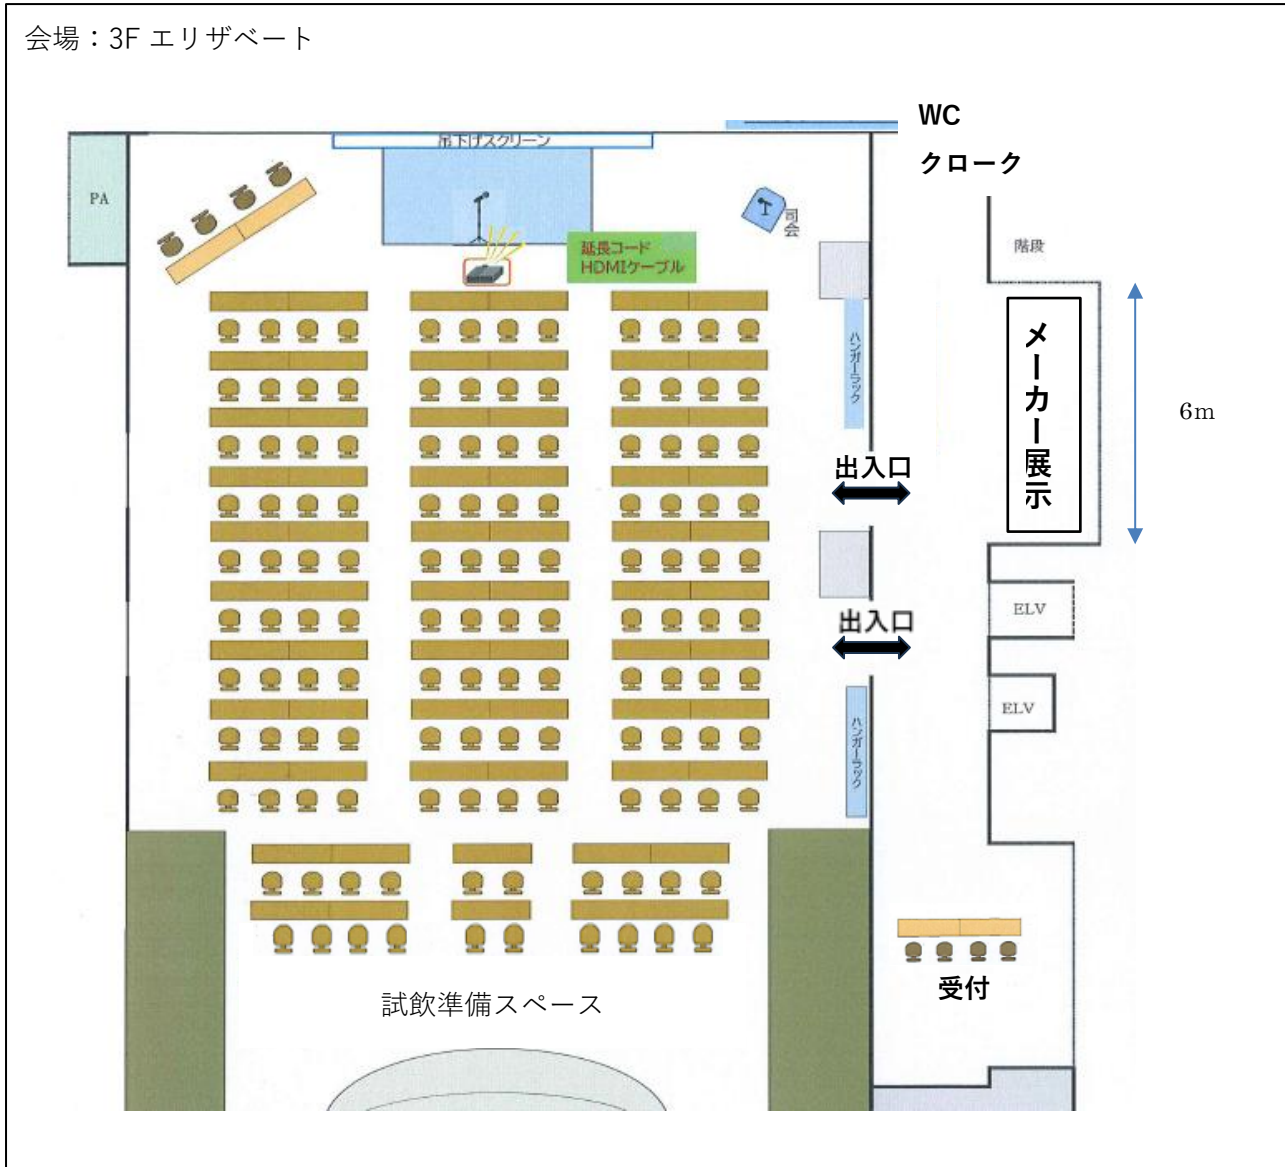 会場：3F エリザベート
WC
クローク
吊下げスクリーン
PA
司会
階段
延長コード
HDMIケーブル
ハンガーラック
メーカー展示
6m
出入口
出入口
ELV
ELV
ハンガーラック
受付
試飲準備スペース